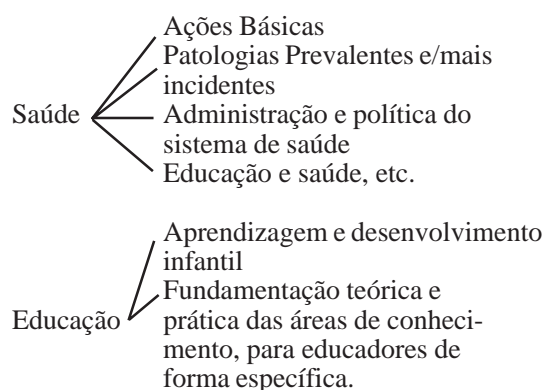 Ações Básicas
Patologias Prevalentes e/mais
incidentes
Saúde
Administração e política do
sistema de saúde
Educação e saúde, etc.
Aprendizagem e desenvolvimento
infantil
Fundamentação teórica e
Educação
prática das áreas de conheci-
mento, para educadores de
forma específica.